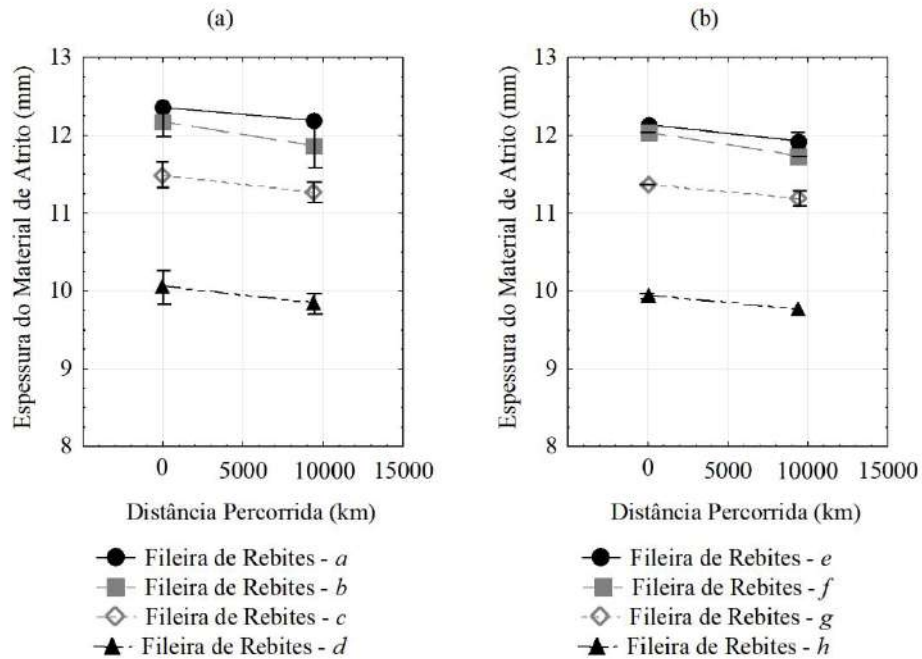 (a)
Espessura do Material de Atrito (mm)
13
12
11
10
9
8
0 5000 10000 15000
Distância Percorrida (km)
Fileira de Rebites - a
Fileira de Rebites - b
Fileira de Rebites - c
Fileira de Rebites - d
(b)
Espessura do Material de Atrito (mm)
13
12
11
10
9
8
0 5000 10000 15000
Distância Percorrida (km)
Fileira de Rebites - e
Fileira de Rebites - f
Fileira de Rebites - g
Fileira de Rebites - h